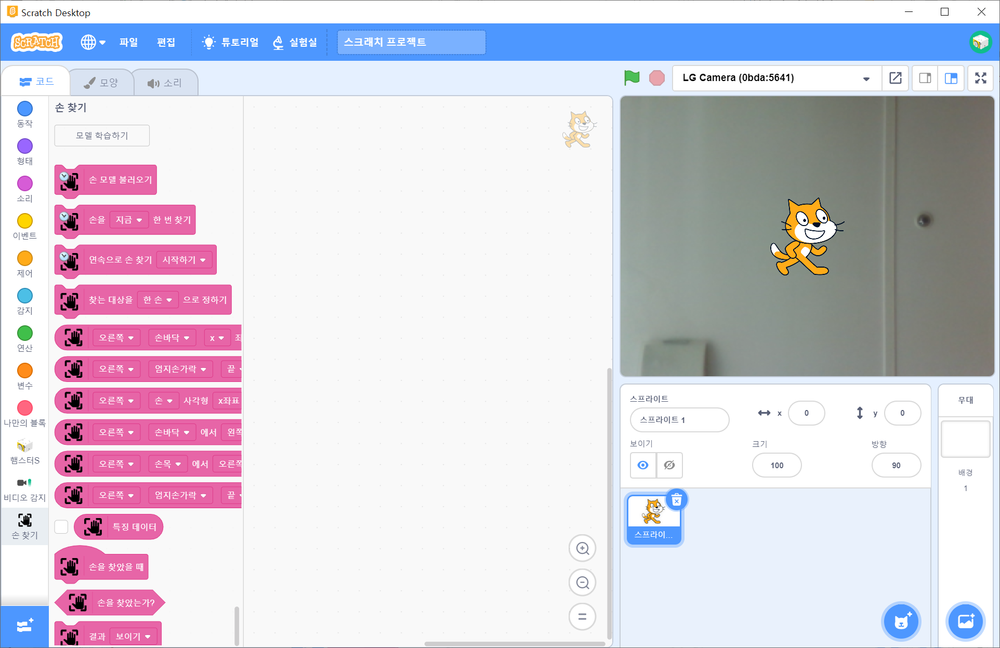 Scratch Desktop
SCRATCH
파일
편집
튜토리얼
실험실
스크래치 프로젝트
코드
모양
소리
LG Camera (0bda:5641)
동작
형태
소리
이벤트
제어
감지
연산
변수
나만의 블록
햄스터S
비디오 감지
손 찾기
손 찾기
모델 학습하기
손 모델 불러오기
손을 지금 한 번 찾기
연속으로 손 찾기 시작하기
찾는 대상을 한 손 으로 정하기
오른쪽 손바닥 x
오른쪽 엄지손가락 끝
오른쪽 손 사각형 x좌표
오른쪽 손바닥 에서 왼쪽
오른쪽 손목 에서 오른쪽
오른쪽 엄지손가락 끝
특징 데이터
손을 찾았을 때
손을 찾았는가?
결과 보이기
스프라이트
스프라이트 1
x 0
y 0
보이기
크기
방향
100
90
스프라이...
무대
배경
1